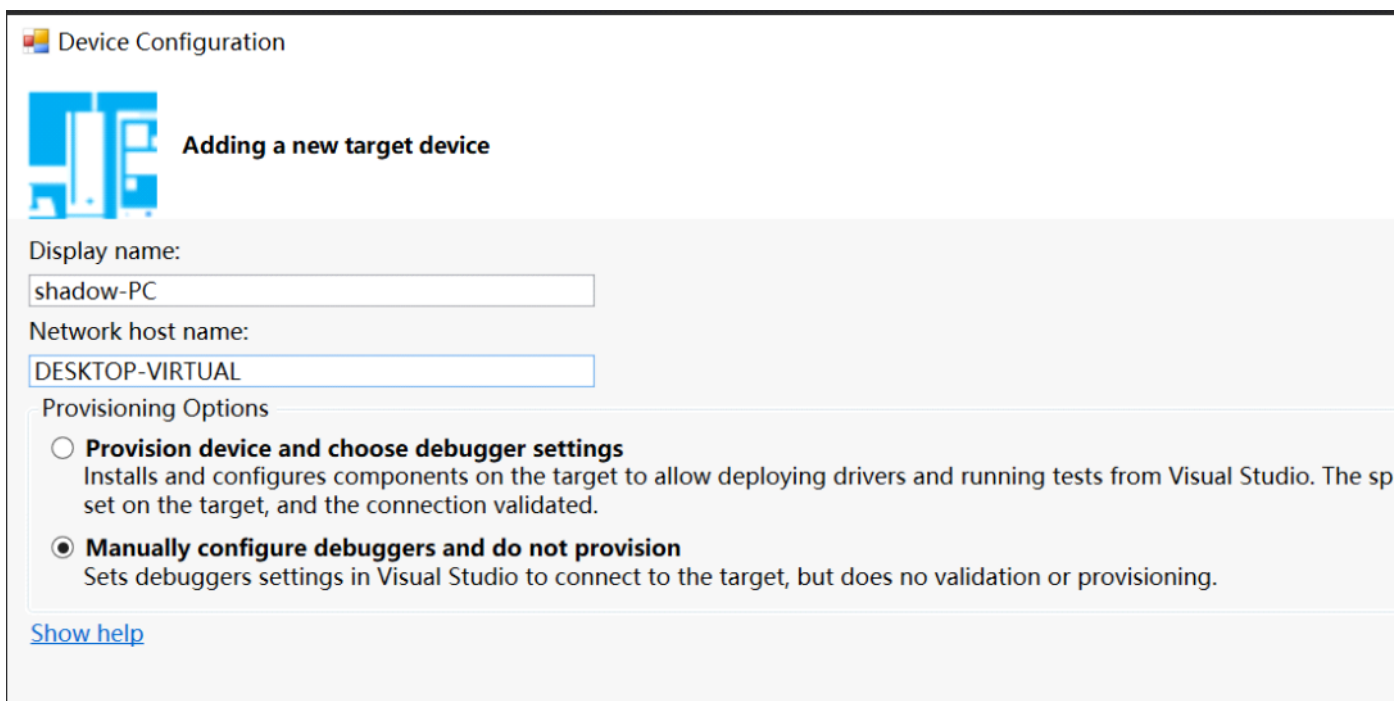 Device Configuration
Adding a new target device
Display name:
shadow-PC
Network host name:
DESKTOP-VIRTUAL
Provisioning Options
Provision device and choose debugger settings
Installs and configures components on the target to allow deploying drivers and running tests from Visual Studio. The sp
set on the target, and the connection validated.
Manually configure debuggers and do not provision
Sets debuggers settings in Visual Studio to connect to the target, but does no validation or provisioning.
Show help